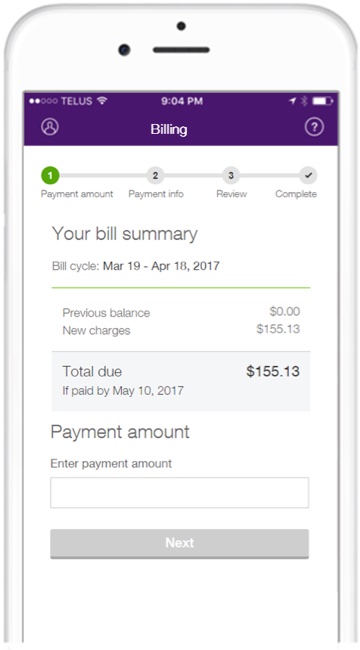 TELUS 9:04 PM
Billing
?
1 2 3
Payment amount Payment info Review Complete
Your bill summary
Bill cycle: Mar 19 - Apr 18, 2017
Previous balance $0.00
New charges $155.13
Total due $155.13
If paid by May 10, 2017
Payment amount
Enter payment amount
Next